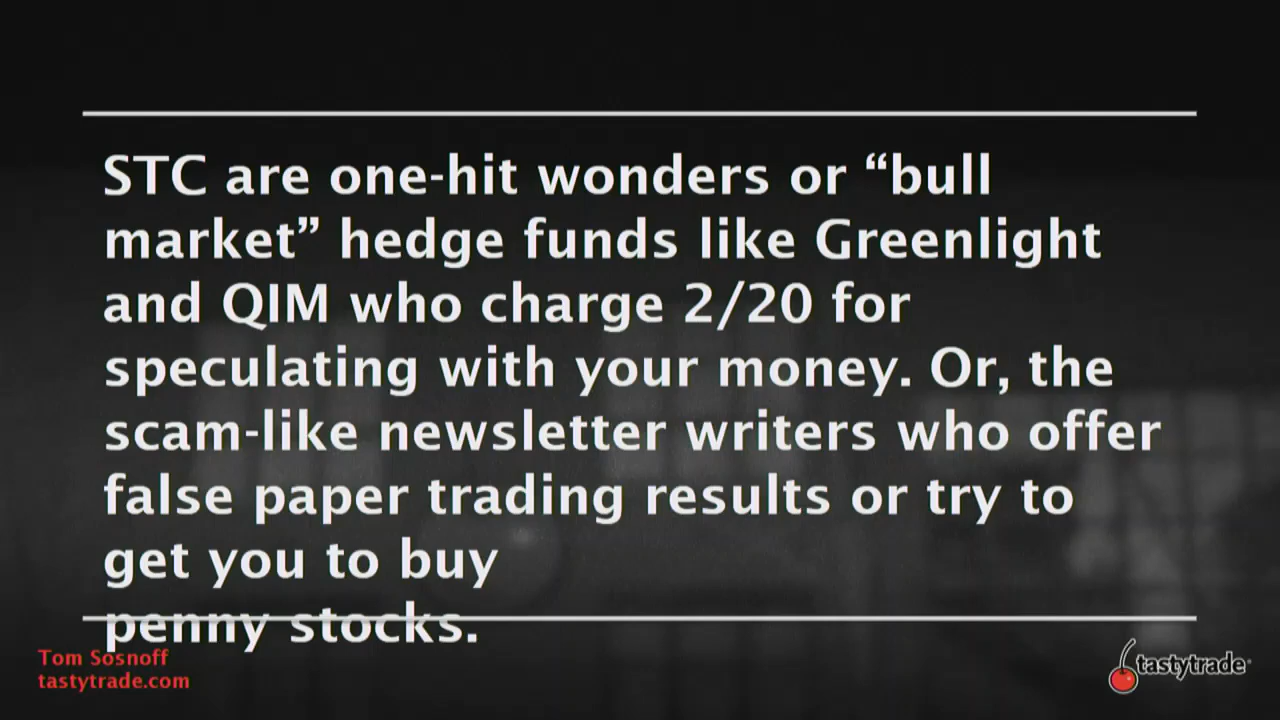 STC are one-hit wonders or “bull
market” hedge funds like Greenlight
and QIM who charge 2/20 for
speculating with your money. Or, the
scam-like newsletter writers who offer
false paper trading results or try to
get you to buy
penny stocks.
Tom Sosnoff
tastytrade.com
tastytrade